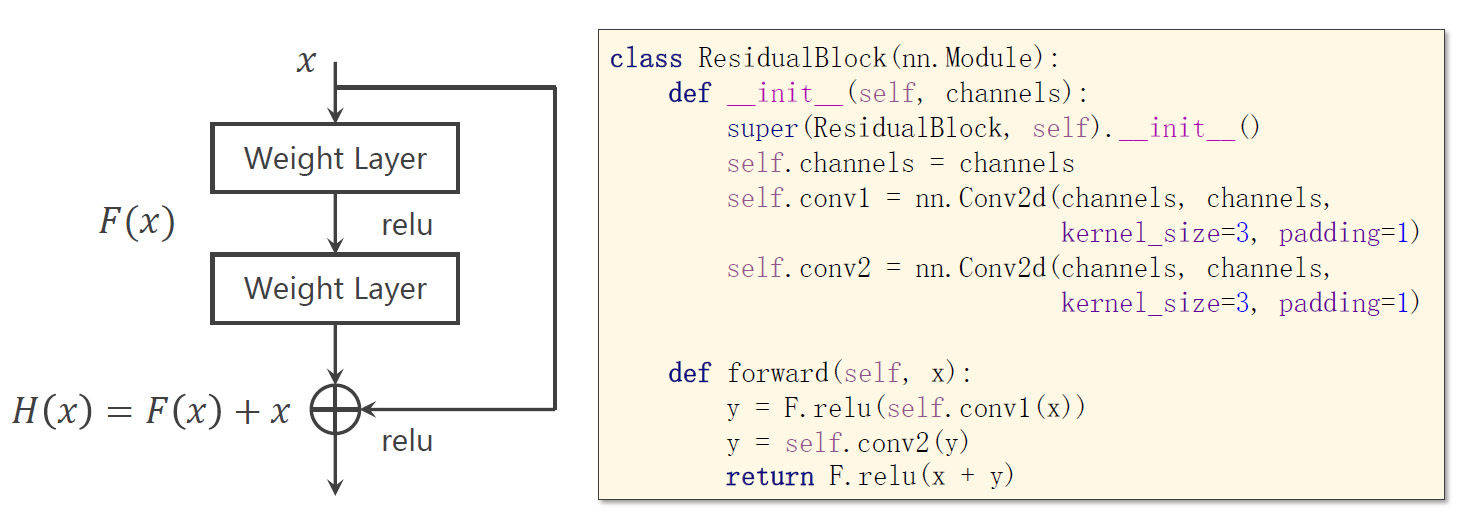 x
Weight Layer
F(x)
relu
Weight Layer
H(x) = F(x) + x
relu
class ResidualBlock(nn.Module):
    def __init__(self, channels):
        super(ResidualBlock, self).__init__()
        self.channels = channels
        self.conv1 = nn.Conv2d(channels, channels,
                               kernel_size=3, padding=1)
        self.conv2 = nn.Conv2d(channels, channels,
                               kernel_size=3, padding=1)
    def forward(self, x):
        y = F.relu(self.conv1(x))
        y = self.conv2(y)
        return F.relu(x + y)